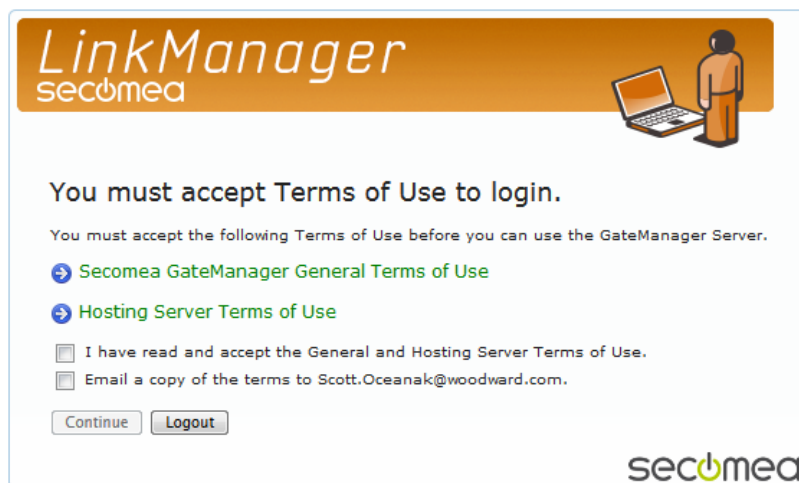 LinkManager
secomea
You must accept Terms of Use to login.
You must accept the following Terms of Use before you can use the GateManager Server.
Secomea GateManager General Terms of Use
Hosting Server Terms of Use
I have read and accept the General and Hosting Server Terms of Use.
Email a copy of the terms to Scott.Oceanak@woodward.com.
Continue Logout
secomea